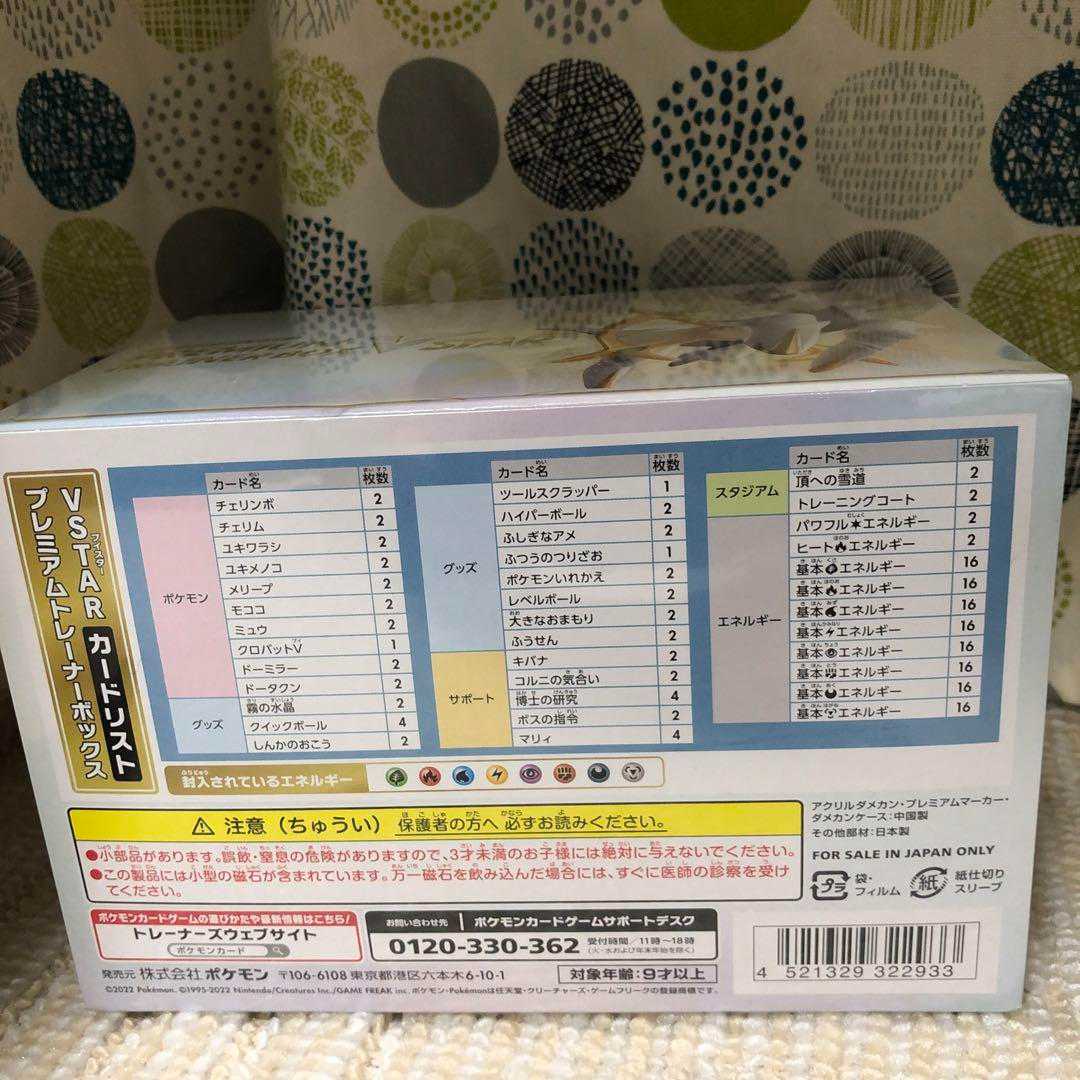 VSTAR
ブイスター
プレミアムトレーナーボックス
カードリスト
カード名 枚数
ポケモン
チェリンボ 2
チェリム 2
ユキワラシ 2
ユキメノコ 2
メリープ 2
モココ 2
ミュウ 2
クロバットV 1
ドーミラー 2
ドータクン 2
グッズ
霧の水晶 2
クイックボール 4
しんかのおこう 2
カード名 枚数
グッズ
ツールスクラッパー 1
ハイパーボール 2
ふしぎなアメ 2
ふつうのつりざお 1
ポケモンいれかえ 2
レベルボール 2
大きなおまもり 2
ふうせん 2
サポート
キバナ 2
コルニの気合い 2
博士の研究 4
ボスの指令 2
マリィ 4
カード名 枚数
スタジアム
頂への雪道 2
トレーニングコート 2
エネルギー
パワフルエネルギー 2
ヒートエネルギー 2
基本エネルギー 16
基本エネルギー 16
基本エネルギー 16
基本エネルギー 16
基本エネルギー 16
基本エネルギー 16
基本エネルギー 16
基本エネルギー 16
封入されているエネルギー
注意(ちゅうい) 保護者の方へ 必ずお読みください。
●小部品があります。誤飲・窒息の危険がありますので、3才未満のお子様には絶対に与えないでください。
●この製品には小型の磁石が含まれています。万一磁石を飲み込んだ場合には、すぐに医師の診察を受け
てください。
アクリルダメカン・プレミアムマーカー・
ダメカンケース:中国製
その他部材:日本製
FOR SALE IN JAPAN ONLY
プラ 袋・
フィルム
紙 紙仕切り
スリーブ
ポケモンカードゲームの遊びかたや最新情報はこちら!
トレーナーズウェブサイト
ポケモンカード
お問い合わせ先 ポケモンカードゲームサポートデスク
0120-330-362 受付時間/11時〜18時
(火・水および年末年始を除く)
発売元 株式会社ポケモン 〒106-6108 東京都港区六本木6-10-1
対象年齢:9才以上
©2022 Pokémon. ©1995-2022 Nintendo/Creatures Inc./GAME FREAK inc. ポケモン・Pokémonは任天堂・クリーチャーズ・ゲームフリークの登録商標です。
4 521329 322933